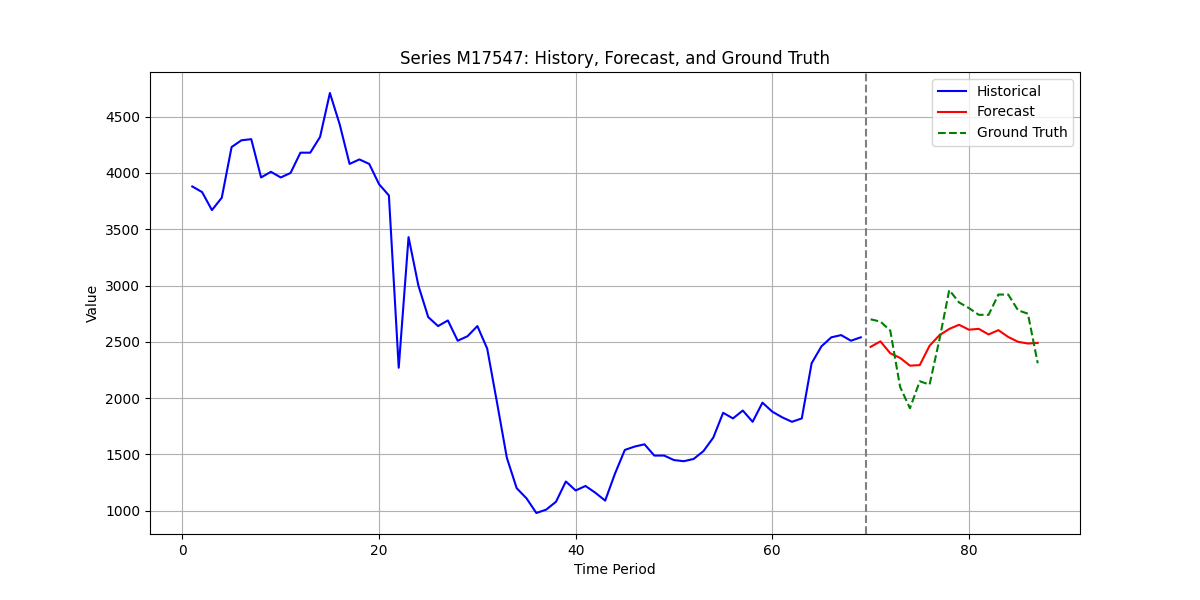 Series M17547: History, Forecast, and Ground Truth
Historical
Forecast
Ground Truth
4500
4000
3500
3000
2500
2000
1500
1000
Value
0
20
40
60
80
Time Period